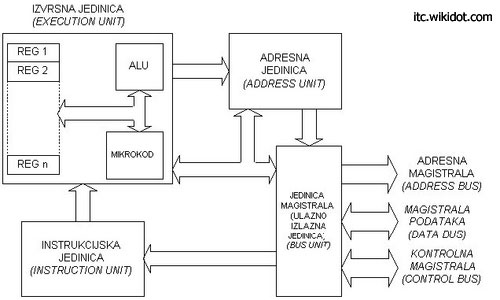 IZVRSNA JEDINICA
(EXECUTION UNIT)
itc.wikidot.com
REG 1
REG 2
REG n
ALU
MIKROKOD
ADRESNA
JEDINICA
(ADDRESS UNIT)
JEDINICA
MAGISTRALA
(ULAZNO
IZLAZNA
JEDINICA;
(BUS UNIT)
ADRESNA
MAGISTRALA
(ADDRESS BUS)
MAGISTRALA
PODATAKA
(DATA DUS)
KONTROLNA
MAGISTRALA
(CONTROL BUS)
INSTRUKCIJSKA
JEDINICA
(INSTRUCTION UNIT)